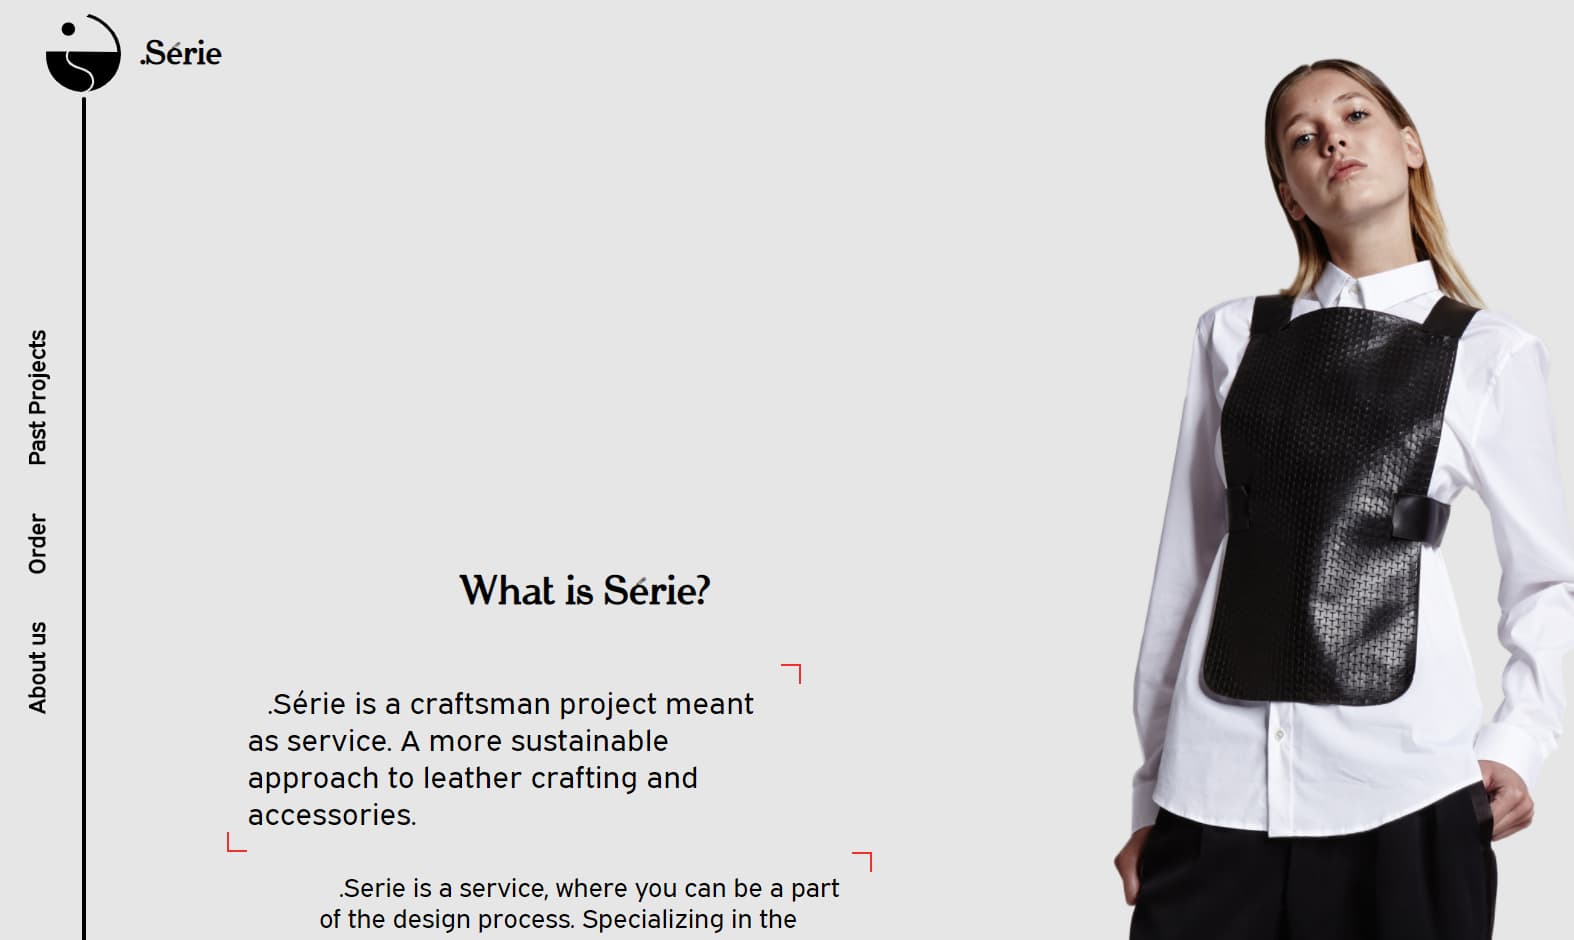 .Série
Past Projects
Order
About us
What is Série?
.Série is a craftsman project meant
as service. A more sustainable
approach to leather crafting and
accessories.
.Serie is a service, where you can be a part
of the design process. Specializing in the